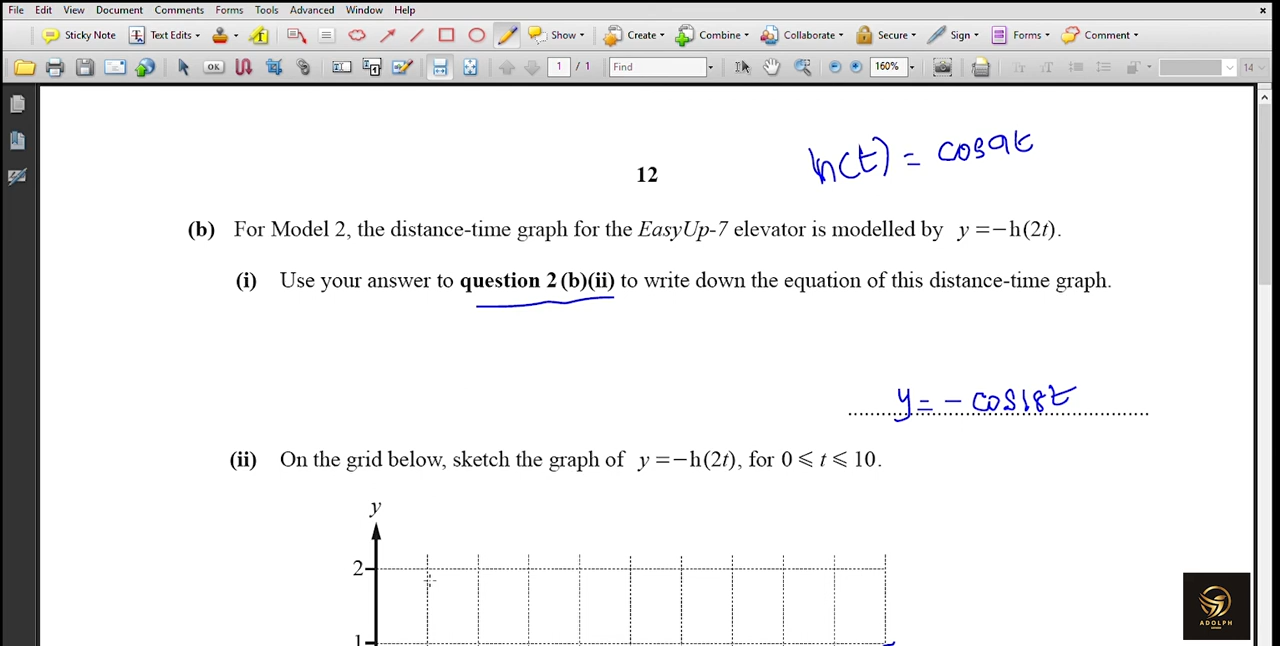 File Edit View Document Comments Forms Tools Advanced Window Help
Sticky Note Text Edits Show Create Combine Collaborate Secure Sign Forms Comment
OK 1 / 1 Find 160% 14
h(t) = cos9t
12
(b) For Model 2, the distance-time graph for the EasyUp-7 elevator is modelled by y =−h(2t).
(i) Use your answer to question 2 (b)(ii) to write down the equation of this distance-time graph.
y = − cos18t
(ii) On the grid below, sketch the graph of y =−h(2t), for 0 ⩽ t ⩽ 10.
y
2
1
ADOLPH